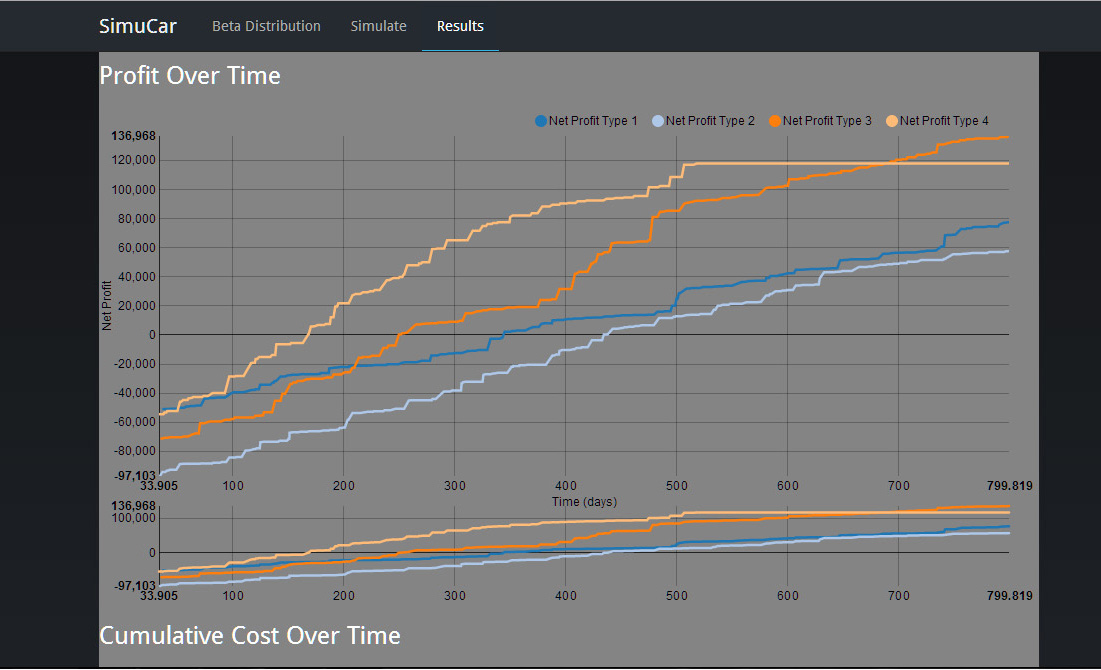 SimuCar Beta Distribution Simulate Results
Profit Over Time
Net Profit Type 1 Net Profit Type 2 Net Profit Type 3 Net Profit Type 4
136,968
120,000
100,000
80,000
60,000
40,000
20,000
0
-20,000
-40,000
-60,000
-80,000
-97,103
Net Profit
33.905 100 200 300 400 500 600 700 799.819
Time (days)
136,968
100,000
0
-97,103
33.905 100 200 300 400 500 600 700 799.819
Cumulative Cost Over Time